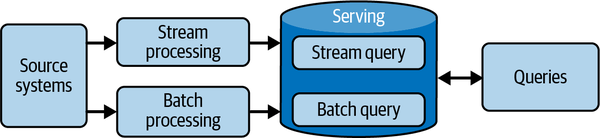 Source
systems
Stream
processing
Batch
processing
Serving
Stream query
Batch query
Queries